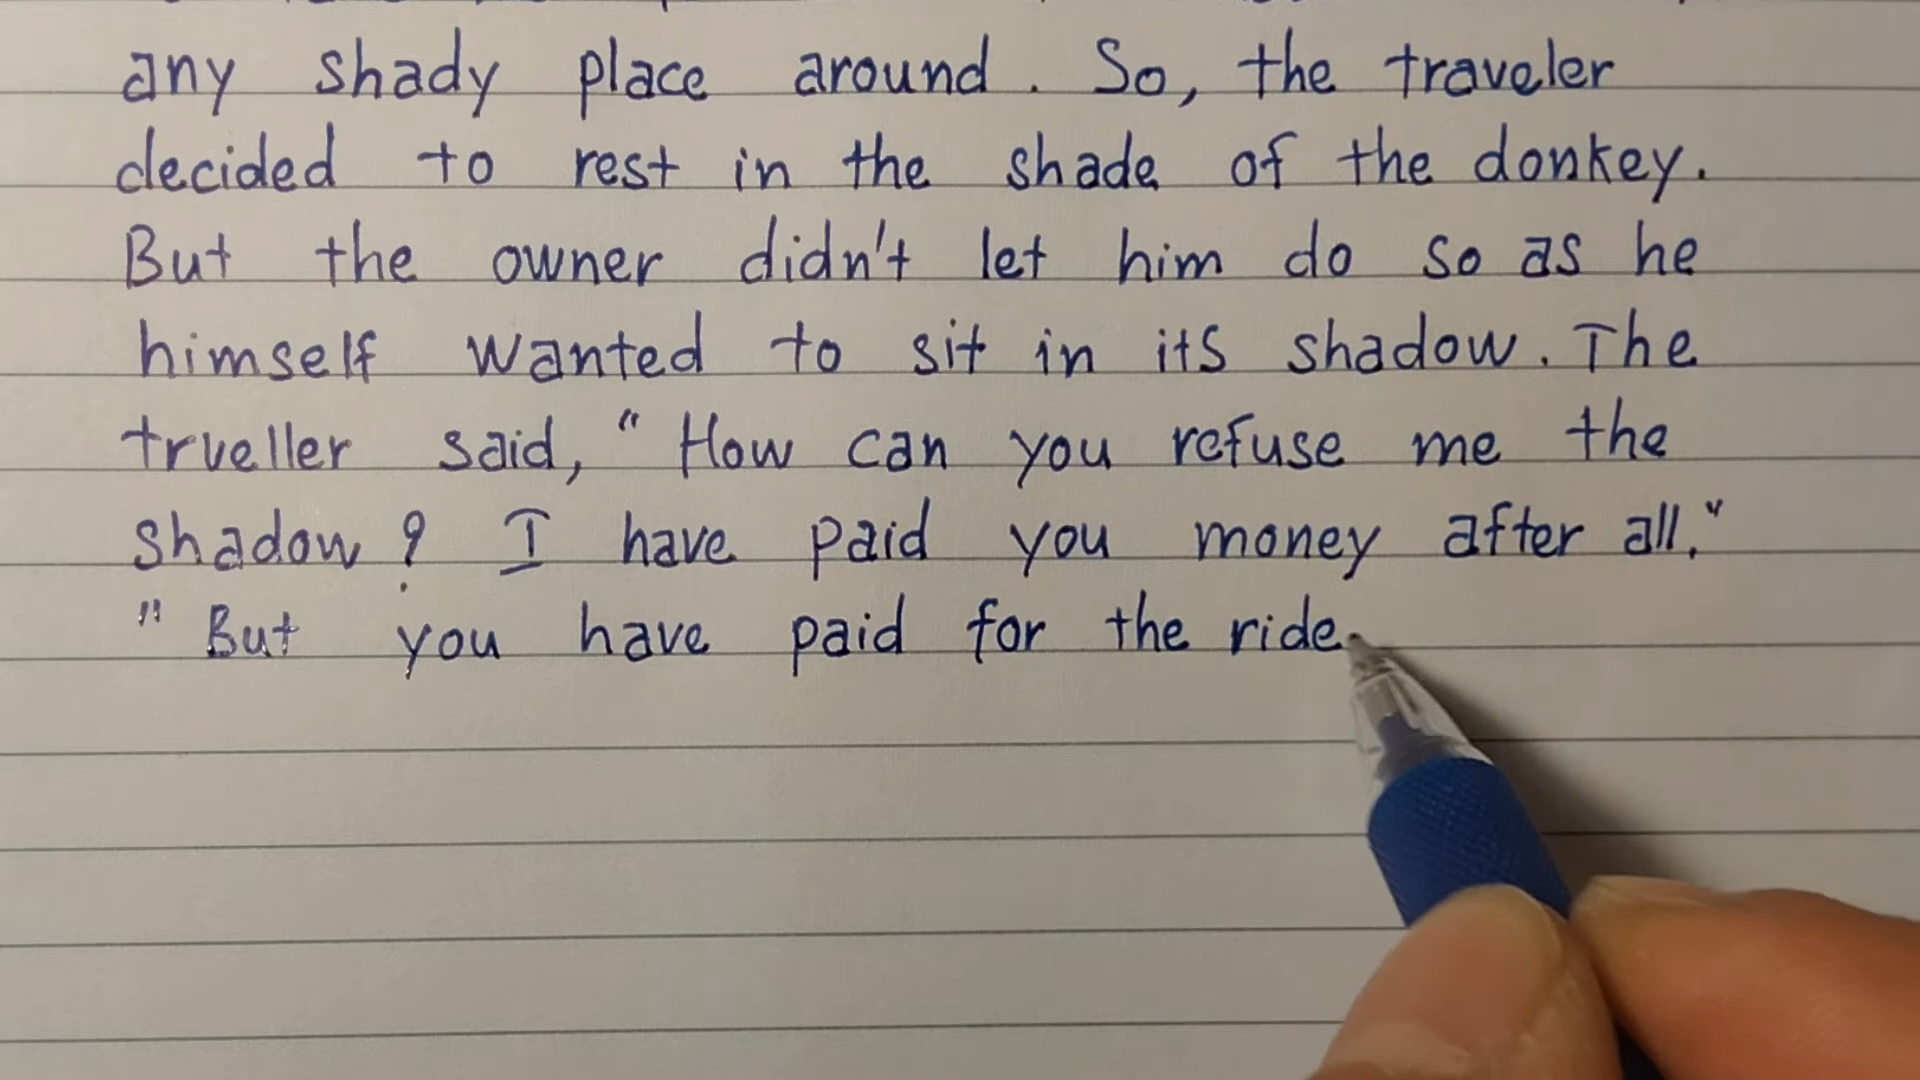 any shady place around. So, the traveler
decided to rest in the shade of the donkey.
But the owner didn't let him do so as he
himself wanted to sit in its shadow. The
trveller said, "How can you refuse me the
shadow? I have paid you money after all."
"But you have paid for the ride